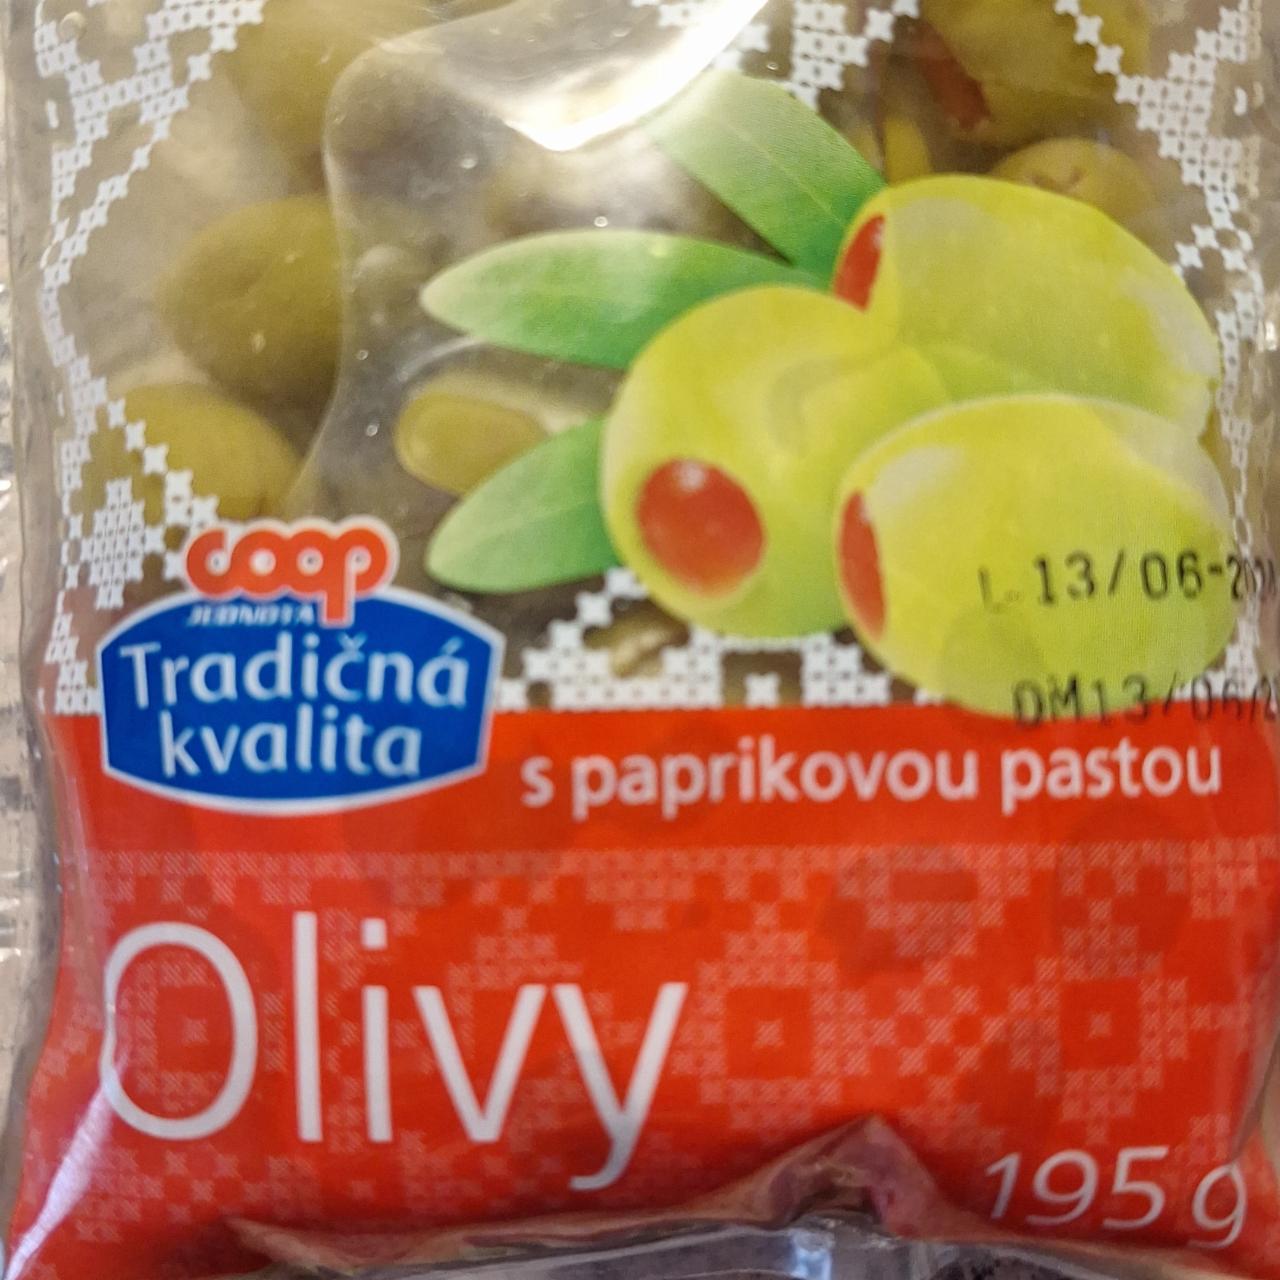 L. 13/06-
DM13/06/
coop
JEDNOTA
Tradičná
kvalita
s paprikovou pastou
Olivy
195 g